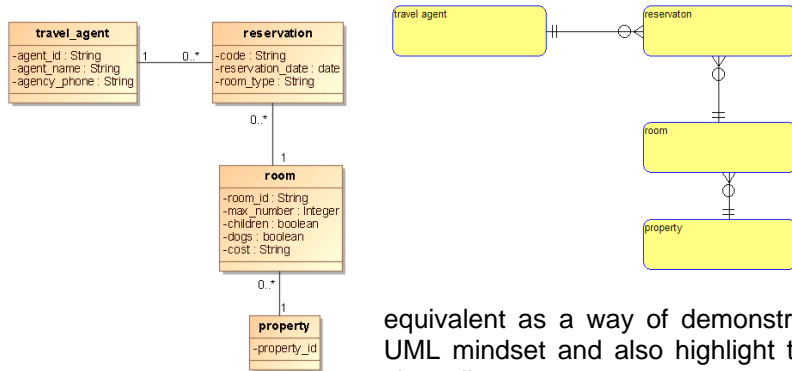 travel_agent
-agent_id : String
-agent_name : String
-agency_phone : String
1
0..*
reservation
-code : String
-reservation_date : date
-room_type : String
0..*
1
room
-room_id : String
-max_number : Integer
-children : boolean
-dogs : boolean
-cost : String
0..*
1
property
-property_id
travel agent
reservaton
room
property
equivalent as a way of demonstr
UML mindset and also highlight t